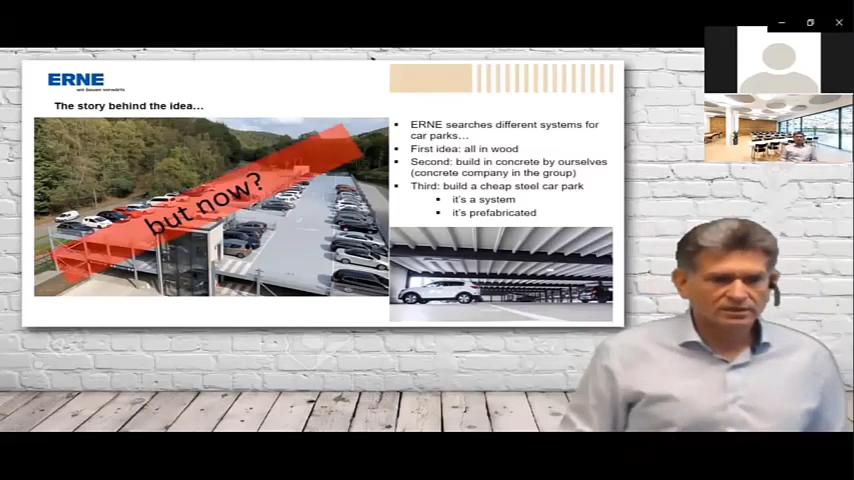 ERNE
wir bauen vorwärts
The story behind the idea...
but now?
ERNE searches different systems for
car parks...
First idea: all in wood
Second: build in concrete by ourselves
(concrete company in the group)
Third: build a cheap steel car park
it's a system
it's prefabricated